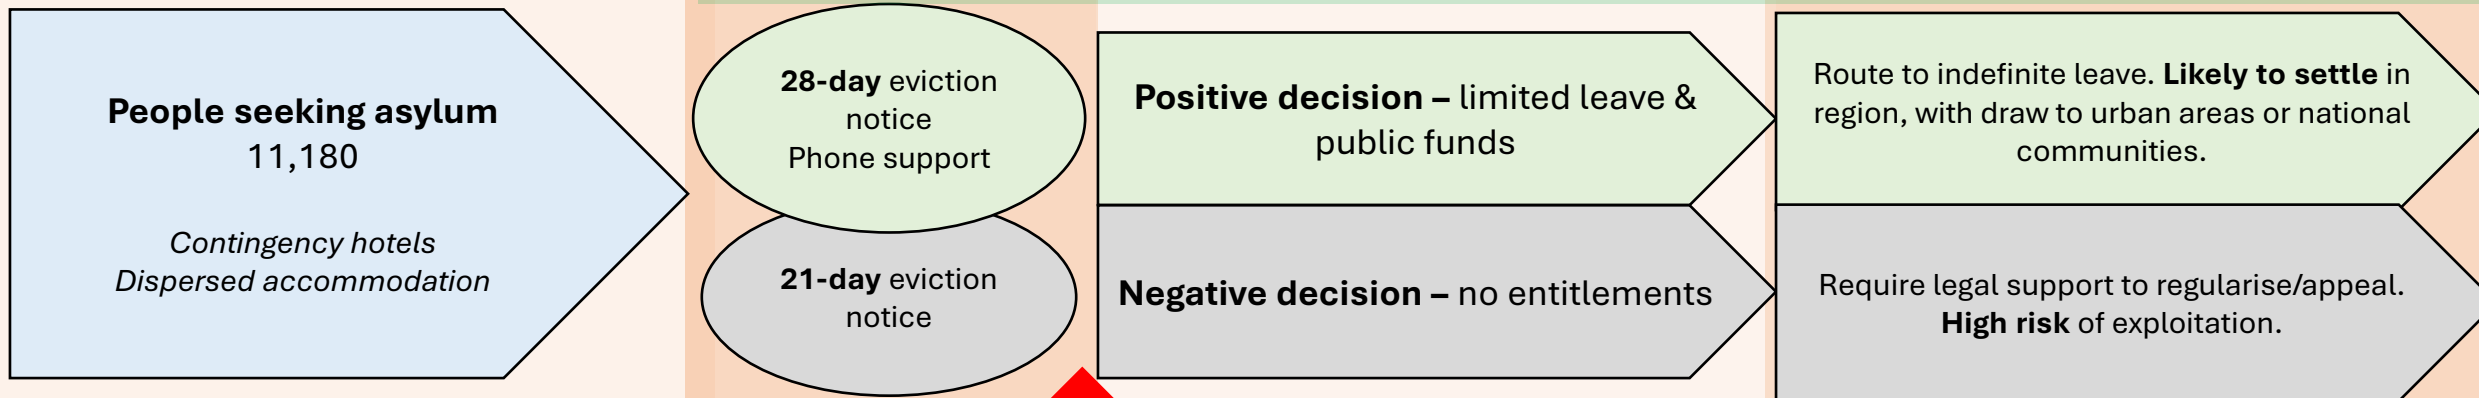 People seeking asylum
11,180
Contingency hotels
Dispersed accommodation
28-day eviction
notice
Phone support
21-day eviction
notice
Positive decision – limited leave &
public funds
Negative decision – no entitlements
Route to indefinite leave. Likely to settle in
region, with draw to urban areas or national
communities.
Require legal support to regularise/appeal.
High risk of exploitation.